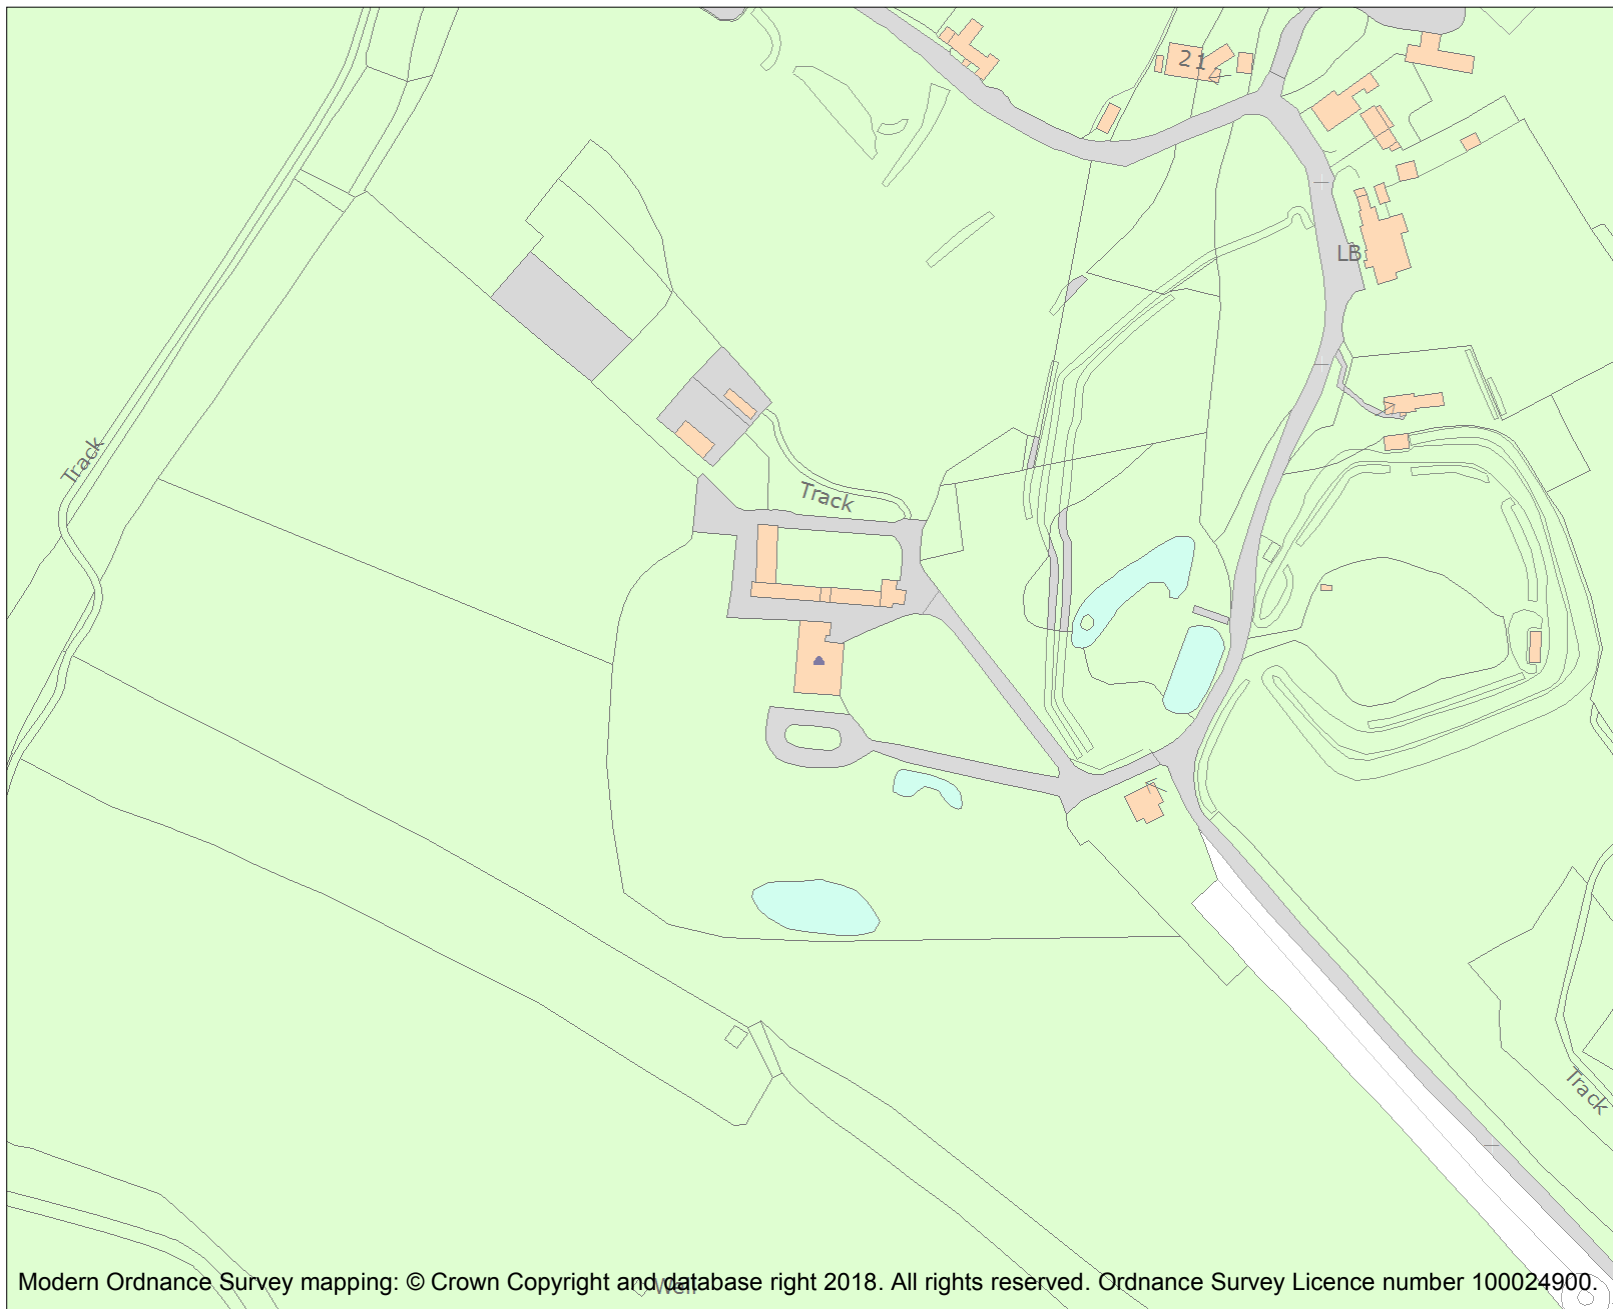 21
LB
Track
Track
Track
Well
Modern Ordnance Survey mapping: © Crown Copyright and database right 2018. All rights reserved. Ordnance Survey Licence number 100024900.